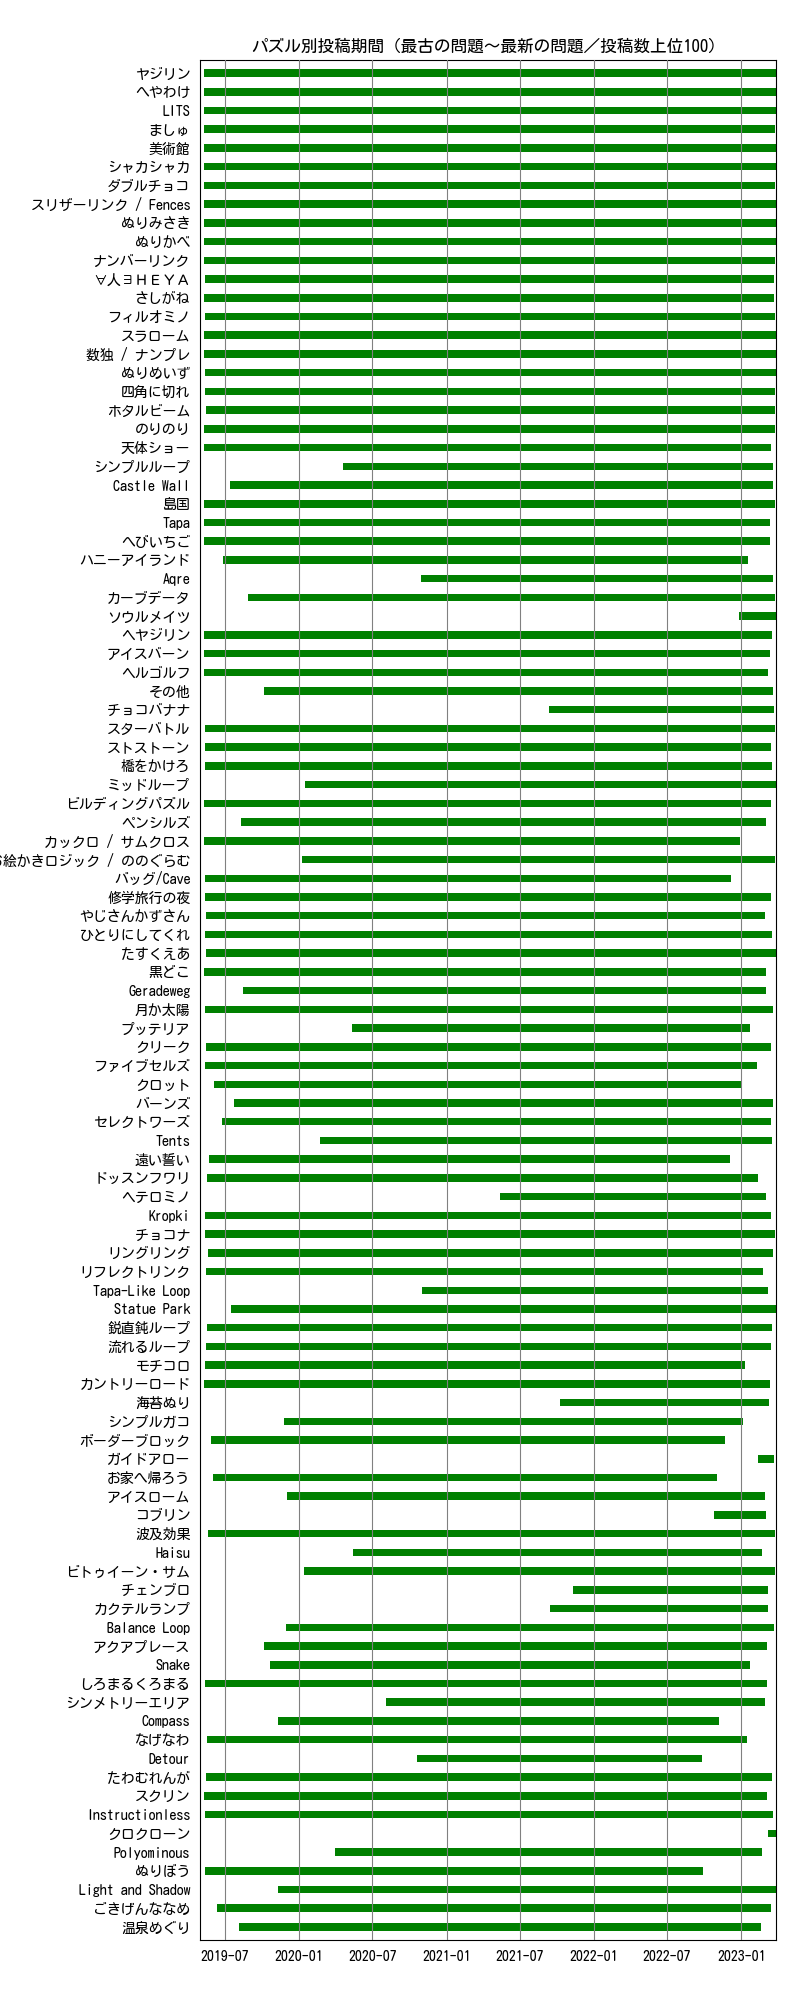 パズル別投稿期間（最古の問題～最新の問題／投稿数上位100）
ヤジリン
へやわけ
LITS
ましゅ
美術館
シャカシャカ
ダブルチョコ
スリザーリンク / Fences
ぬりみさき
ぬりかべ
ナンバーリンク
∀人∃ＨＥＹＡ
さしがね
フィルオミノ
スラローム
数独 / ナンプレ
ぬりめいず
四角に切れ
ホタルビーム
のりのり
天体ショー
シンプルループ
Castle Wall
島国
Tapa
へびいちご
ハニーアイランド
Aqre
カーブデータ
ソウルメイツ
ヘヤジリン
アイスバーン
ヘルゴルフ
その他
チョコバナナ
スターバトル
ストストーン
橋をかけろ
ミッドループ
ビルディングパズル
ペンシルズ
カックロ / サムクロス
絵かきロジック / ののぐらむ
バッグ/Cave
修学旅行の夜
やじさんかずさん
ひとりにしてくれ
たすくえあ
黒どこ
Geradeweg
月か太陽
プッテリア
クリーク
ファイブセルズ
クロット
バーンズ
セレクトワーズ
Tents
遠い誓い
ドッスンフワリ
ヘテロミノ
Kropki
チョコナ
リングリング
リフレクトリンク
Tapa-Like Loop
Statue Park
鋭直鈍ループ
流れるループ
モチコロ
カントリーロード
海苔ぬり
シンプルガコ
ボーダーブロック
ガイドアロー
お家へ帰ろう
アイスローム
コブリン
波及効果
Haisu
ビトゥイーン・サム
チェンブロ
カクテルランプ
Balance Loop
アクアプレース
Snake
しろまるくろまる
シンメトリーエリア
Compass
なげなわ
Detour
たわむれんが
スクリン
Instructionless
クロクローン
Polyominous
ぬりぼう
Light and Shadow
ごきげんななめ
温泉めぐり
2019-07 2020-01 2020-07 2021-01 2021-07 2022-01 2022-07 2023-01